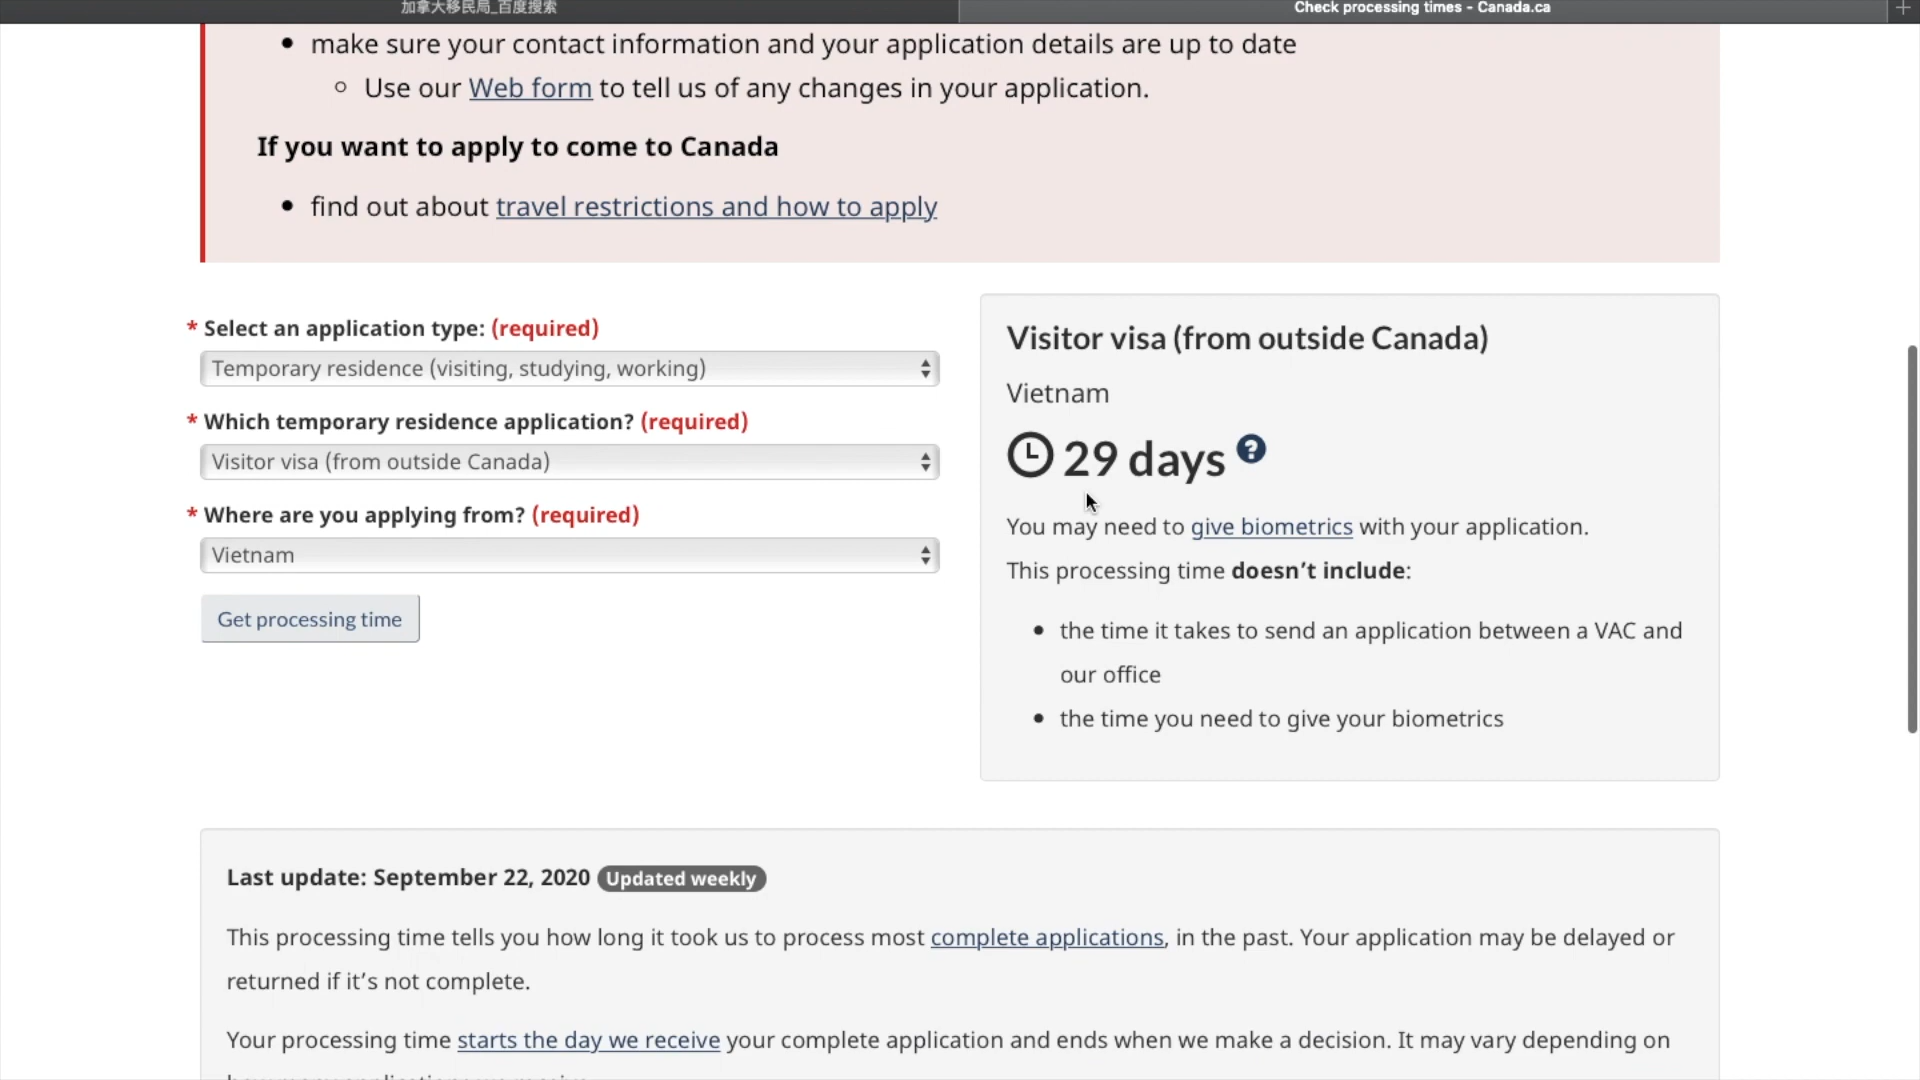 加拿大移民局_百度搜索
Check processing times - Canada.ca
make sure your contact information and your application details are up to date
Use our Web form to tell us of any changes in your application.
If you want to apply to come to Canada
find out about travel restrictions and how to apply
* Select an application type: (required)
Temporary residence (visiting, studying, working)
* Which temporary residence application? (required)
Visitor visa (from outside Canada)
* Where are you applying from? (required)
Vietnam
Get processing time
Visitor visa (from outside Canada)
Vietnam
29 days ?
You may need to give biometrics with your application.
This processing time doesn’t include:
the time it takes to send an application between a VAC and
our office
the time you need to give your biometrics
Last update: September 22, 2020 Updated weekly
This processing time tells you how long it took us to process most complete applications, in the past. Your application may be delayed or
returned if it’s not complete.
Your processing time starts the day we receive your complete application and ends when we make a decision. It may vary depending on